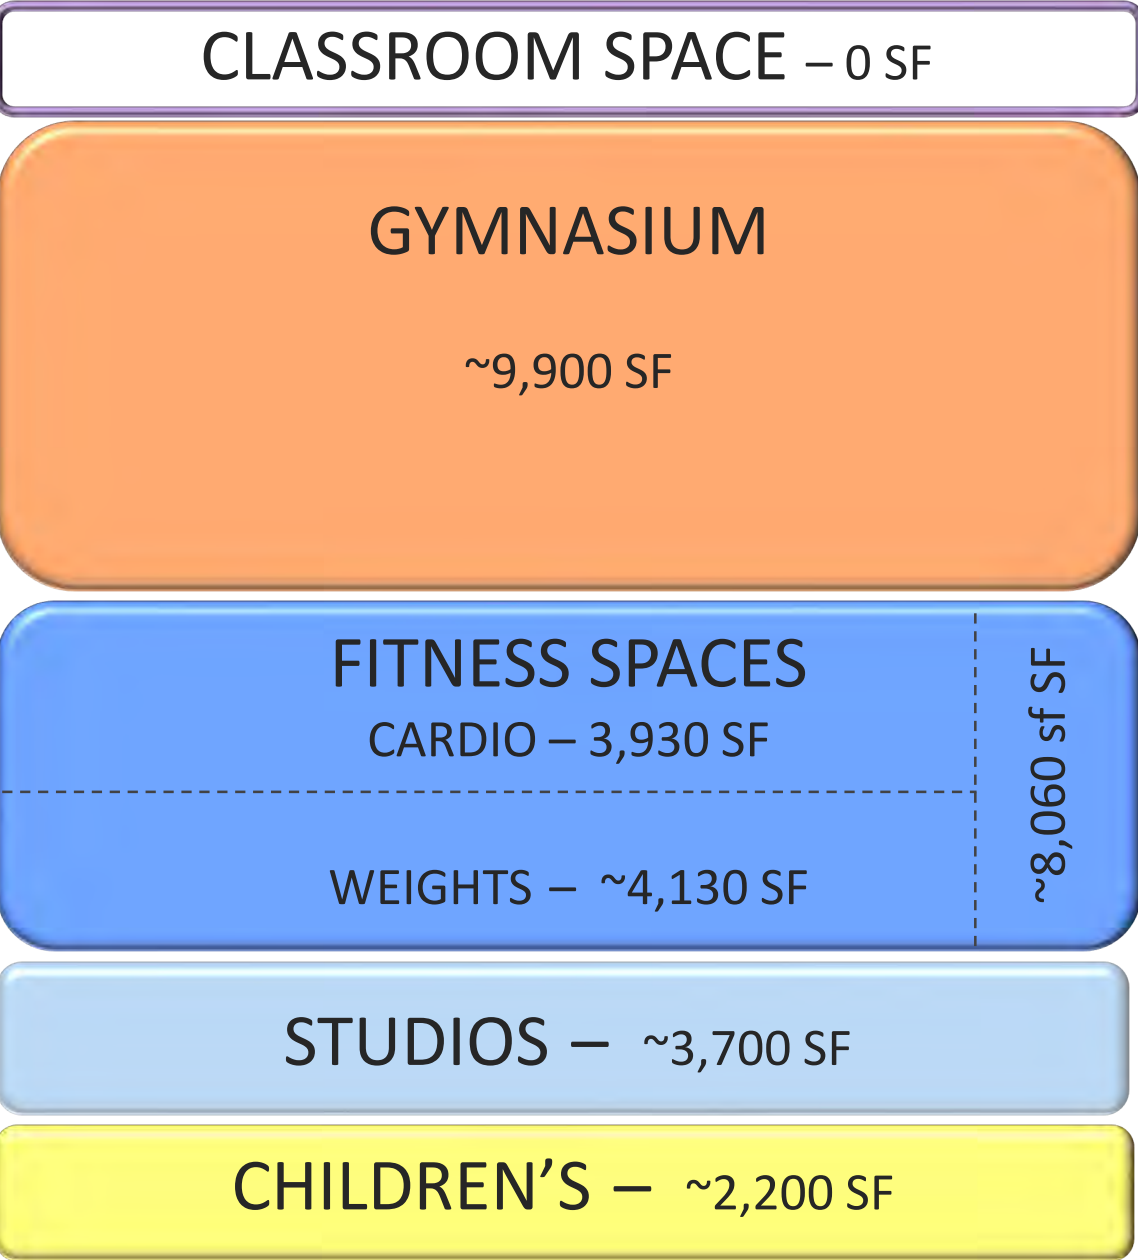 CLASSROOM SPACE – 0 SF
GYMNASIUM
~9,900 SF
FITNESS SPACES
CARDIO – 3,930 SF
WEIGHTS – ~4,130 SF
~8,060 sf SF
STUDIOS – ~3,700 SF
CHILDREN’S – ~2,200 SF